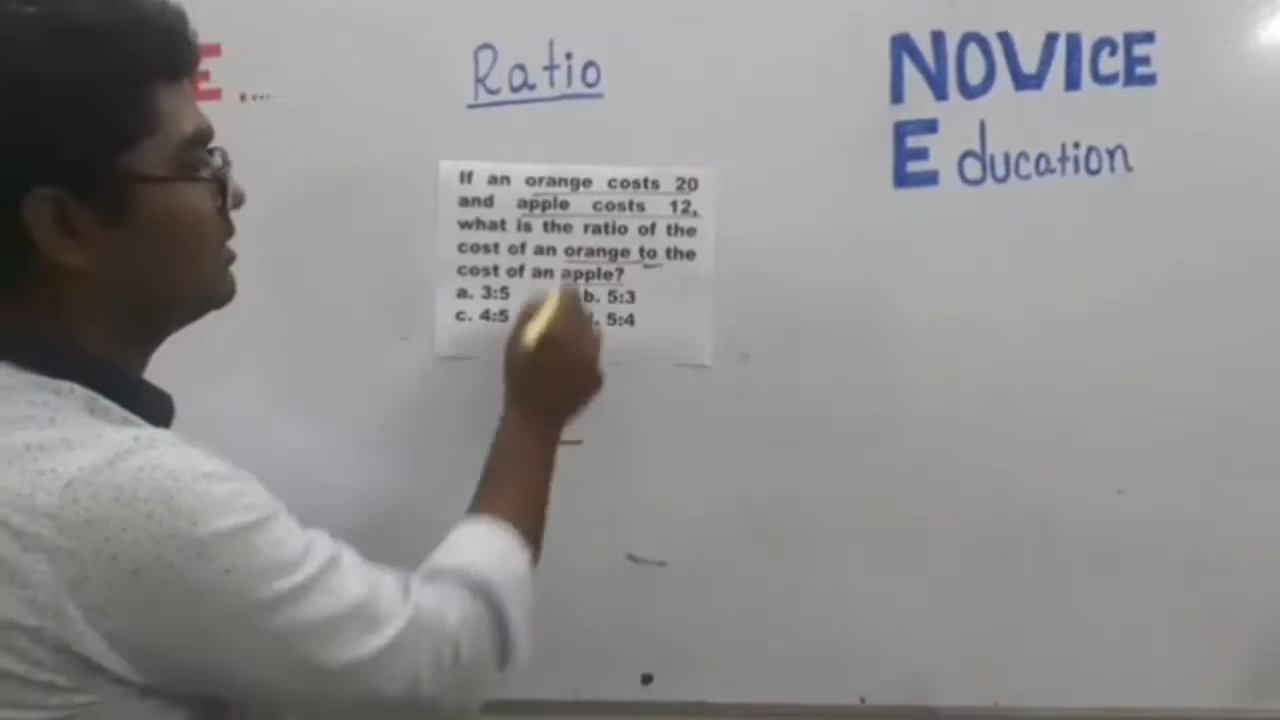 E ....
Ratio
NOVICE
Education
If an orange costs 20
and apple costs 12,
what is the ratio of the
cost of an orange to the
cost of an apple?
a. 3:5 b. 5:3
c. 4:5 5:4